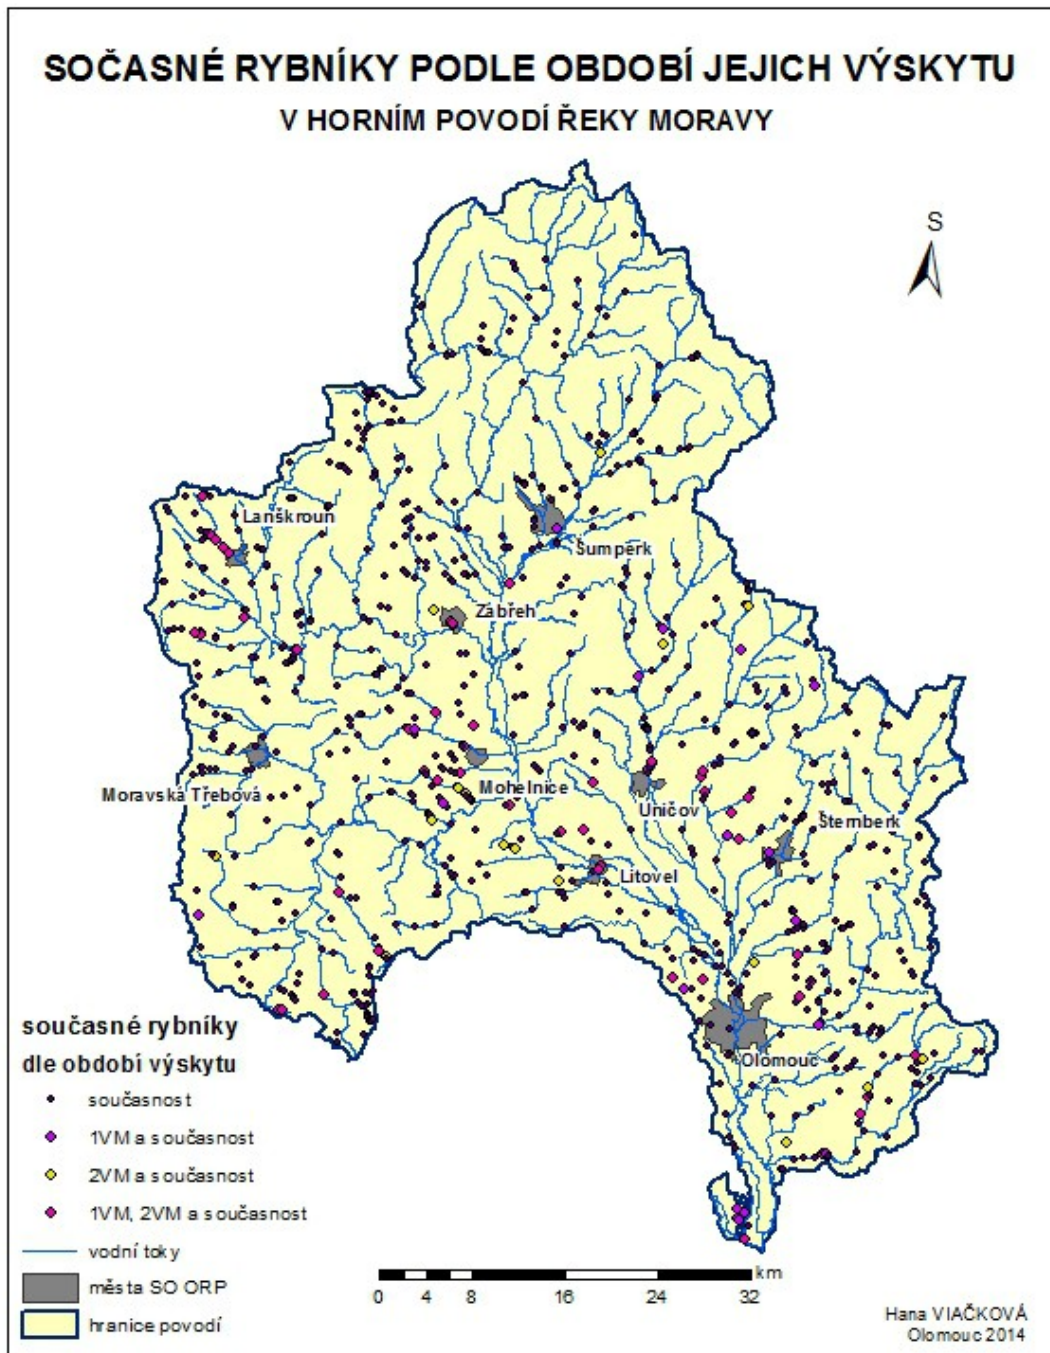 SOČASNÉ RYBNÍKY PODLE OBDOBÍ JEJICH VÝSKYTU
V HORNÍM POVODÍ ŘEKY MORAVY
S
Lanškroun
Šumperk
Zábřeh
Moravská Třebová
Mohelnice
Uničov
Šternberk
Litovel
Olomouc
současné rybníky
dle období výskytu
současnost
1VM a současnost
2VM a současnost
1VM, 2VM a současnost
vodní toky
města SO ORP
hranice povodí
km
0 4 8 16 24 32
Hana VIAČKOVÁ
Olomouc 2014